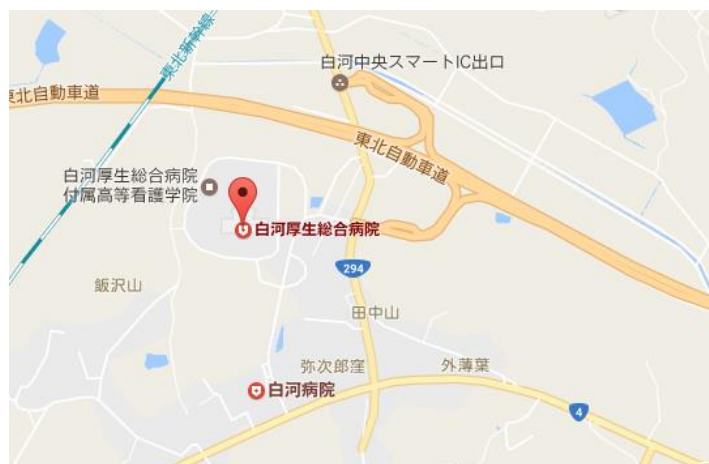 東北新幹線
白河中央スマートIC出口
東北自動車道
東北自動車道
白河厚生総合病院
付属高等看護学院
白河厚生総合病院
294
飯沢山
田中山
弥次郎窪
外薄葉
白河病院
4